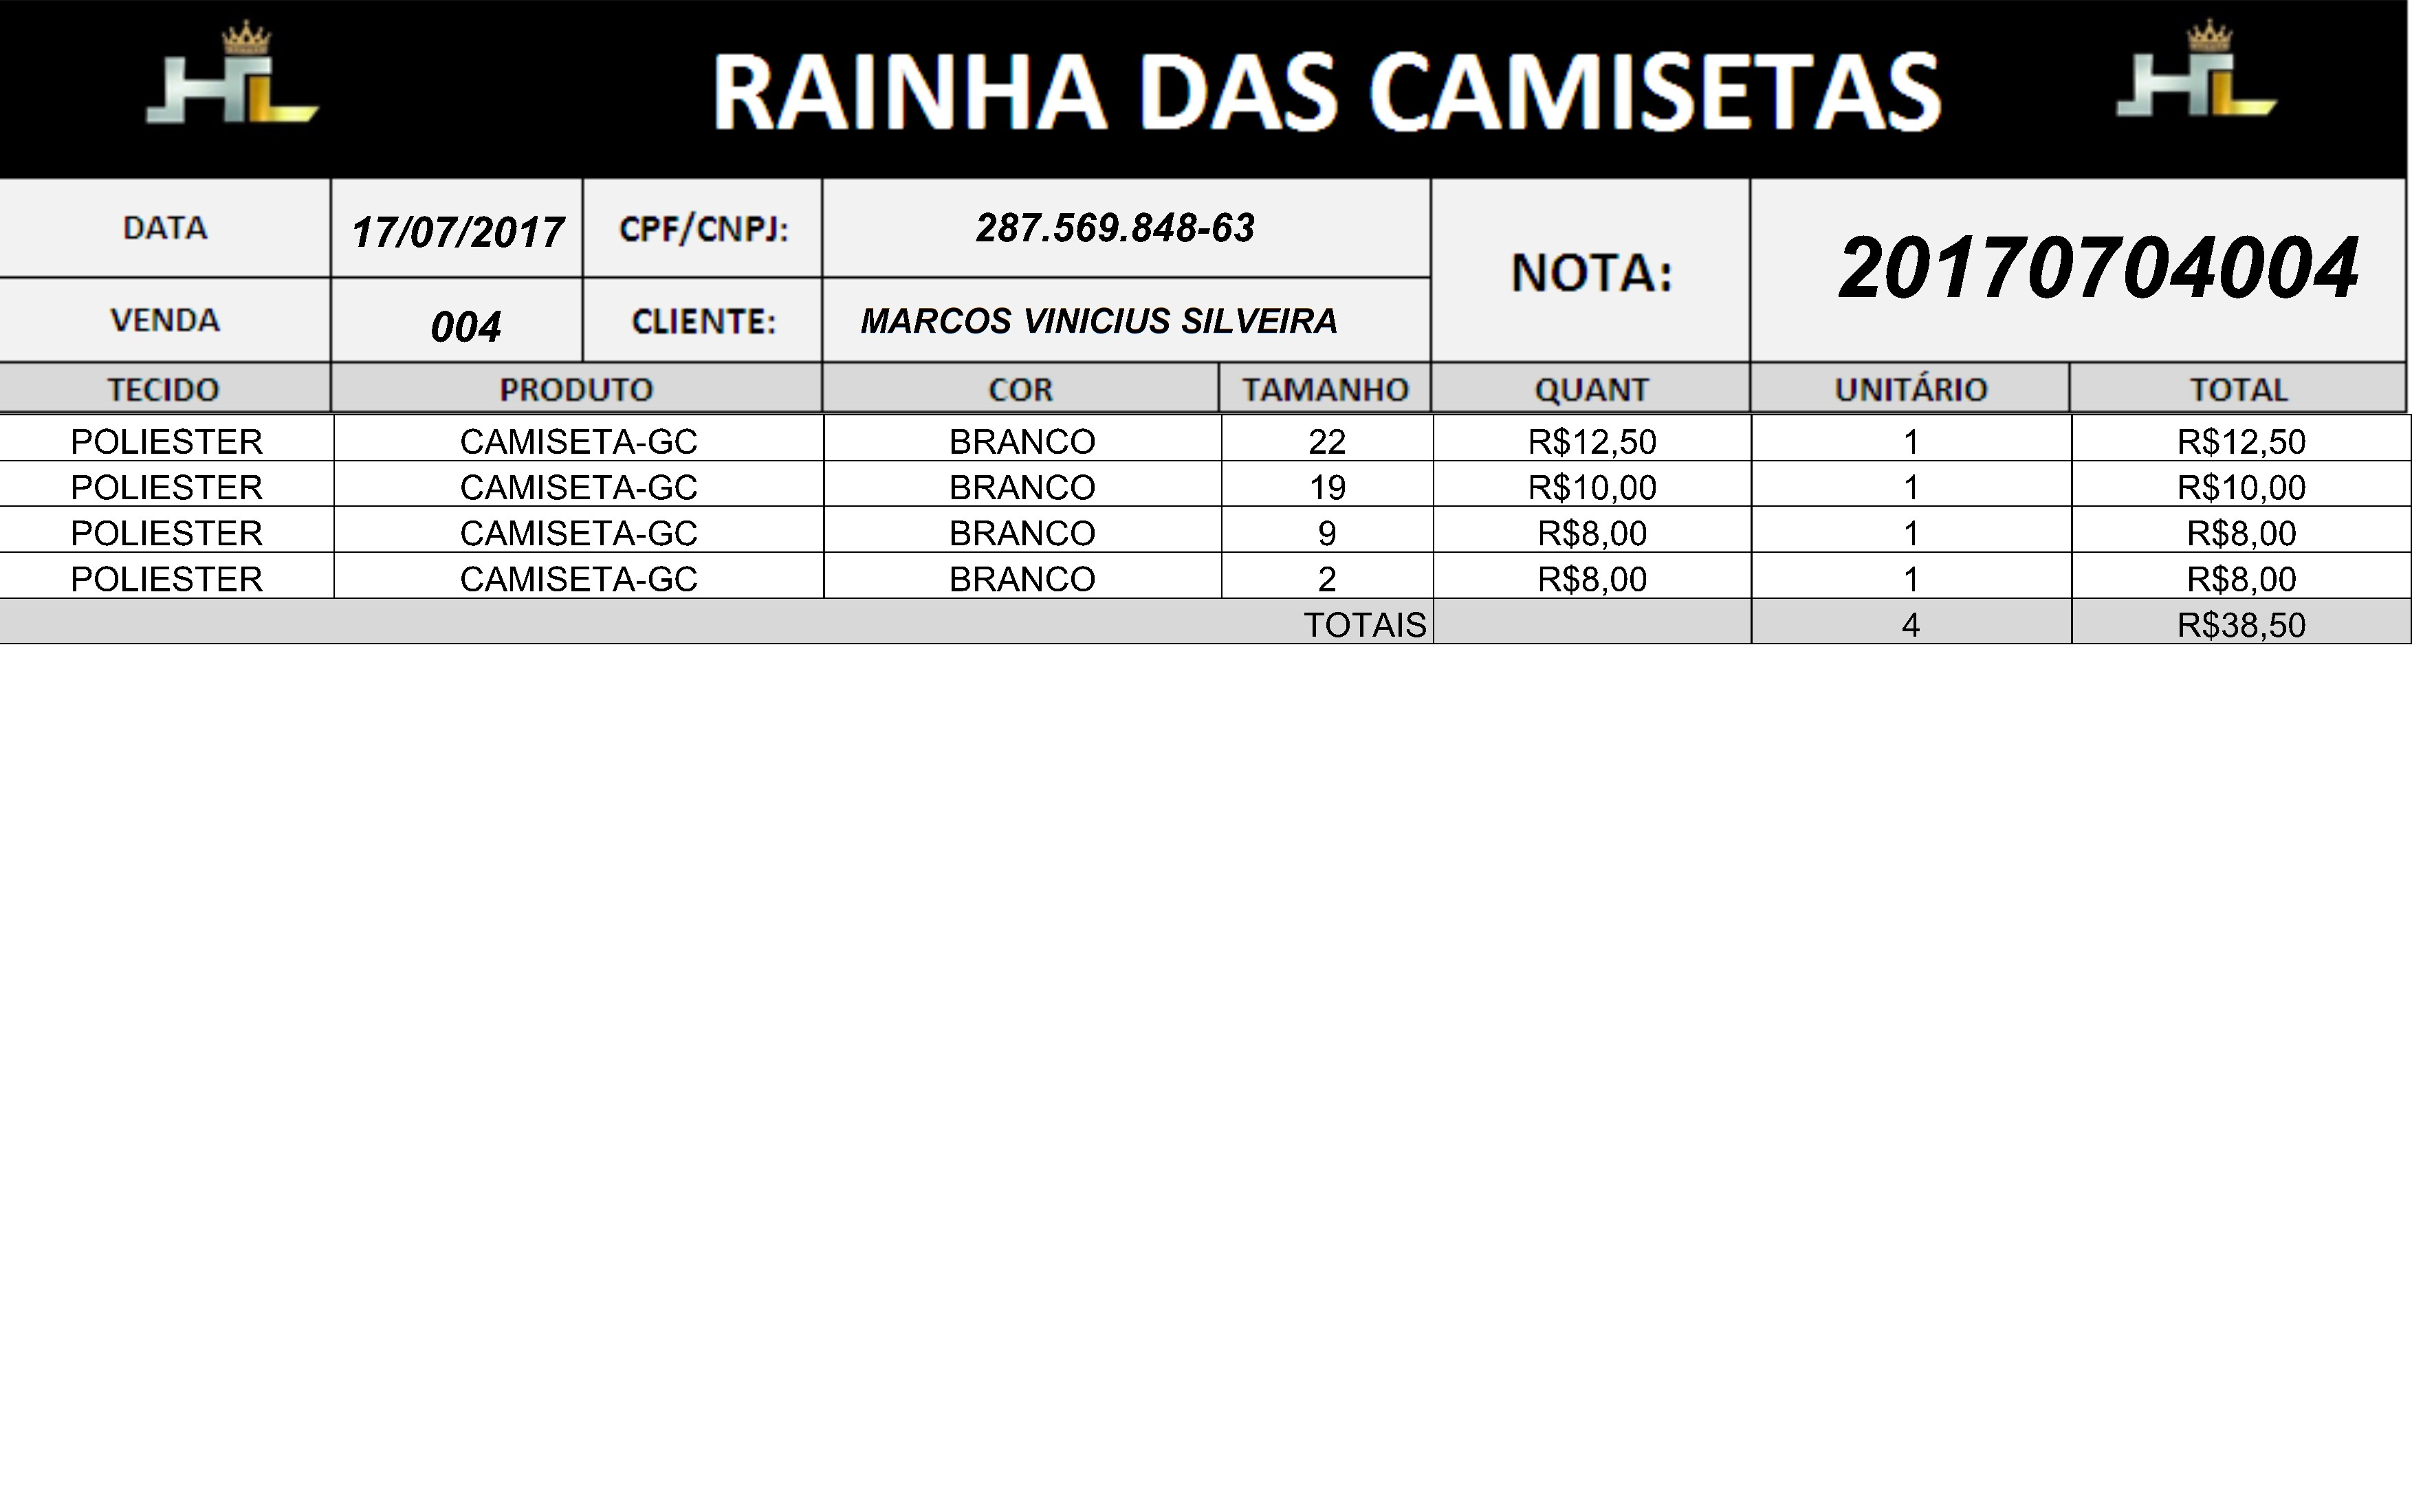 HL RAINHA DAS CAMISETAS HL
DATA 17/07/2017 CPF/CNPJ: 287.569.848-63 NOTA: 20170704004
VENDA 004 CLIENTE: MARCOS VINICIUS SILVEIRA
TECIDO PRODUTO COR TAMANHO QUANT UNITÁRIO TOTAL
POLIESTER CAMISETA-GC BRANCO 22 R$12,50 1 R$12,50
POLIESTER CAMISETA-GC BRANCO 19 R$10,00 1 R$10,00
POLIESTER CAMISETA-GC BRANCO 9 R$8,00 1 R$8,00
POLIESTER CAMISETA-GC BRANCO 2 R$8,00 1 R$8,00
TOTAIS 4 R$38,50